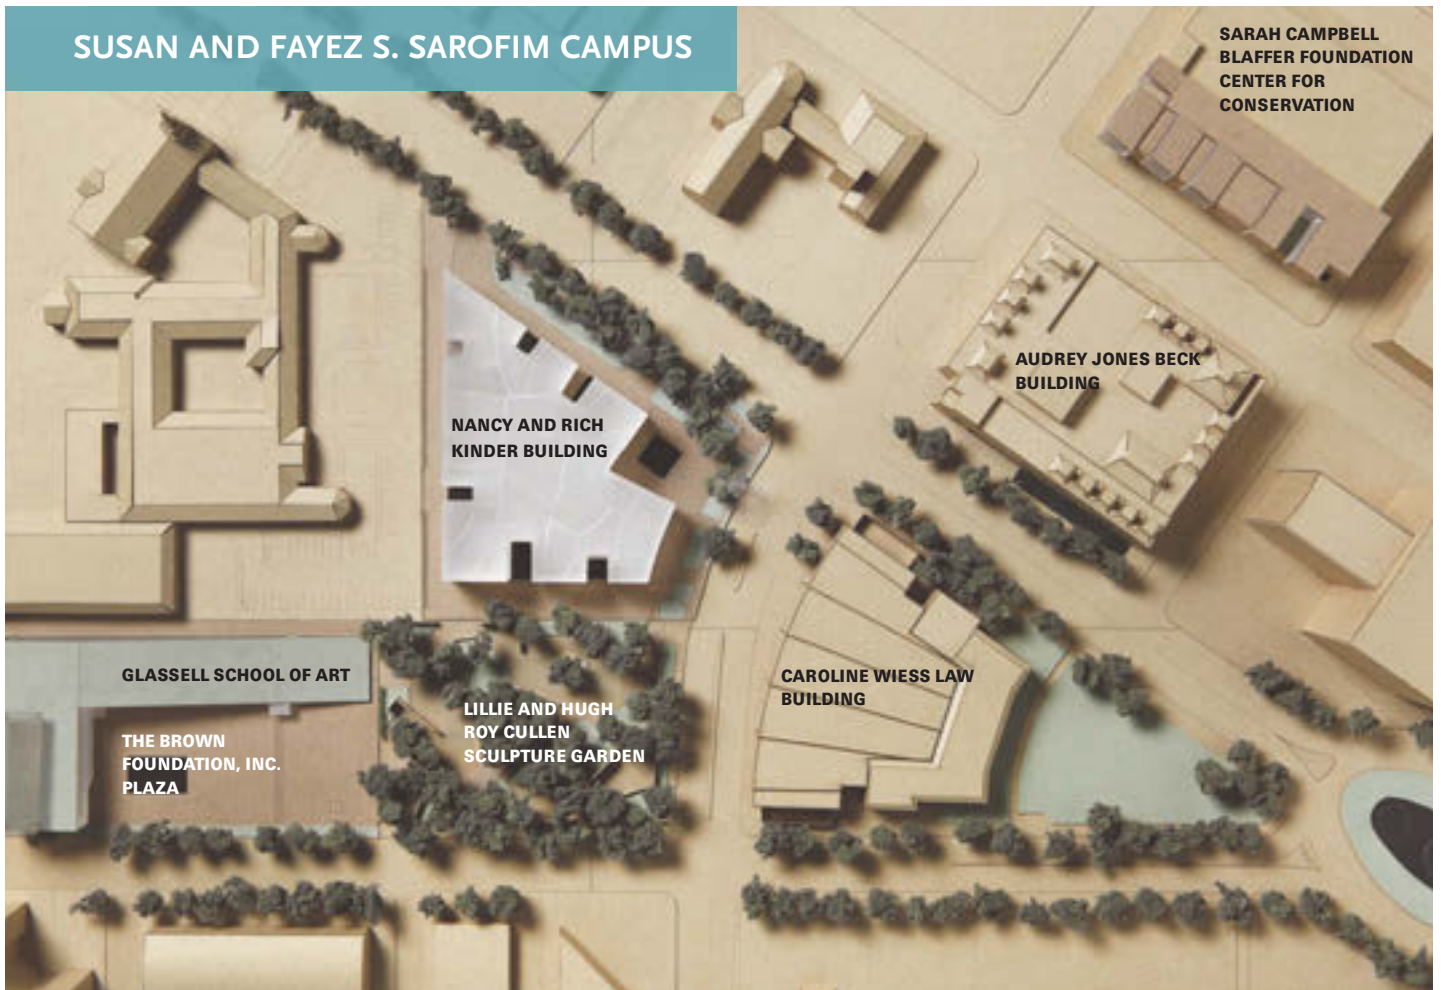 SUSAN AND FAYEZ S. SAROFIM CAMPUS
SARAH CAMPBELL
BLAFFER FOUNDATION
CENTER FOR
CONSERVATION
AUDREY JONES BECK
BUILDING
NANCY AND RICH
KINDER BUILDING
GLASSELL SCHOOL OF ART
CAROLINE WIESS LAW
BUILDING
LILLIE AND HUGH
ROY CULLEN
SCULPTURE GARDEN
THE BROWN
FOUNDATION, INC.
PLAZA